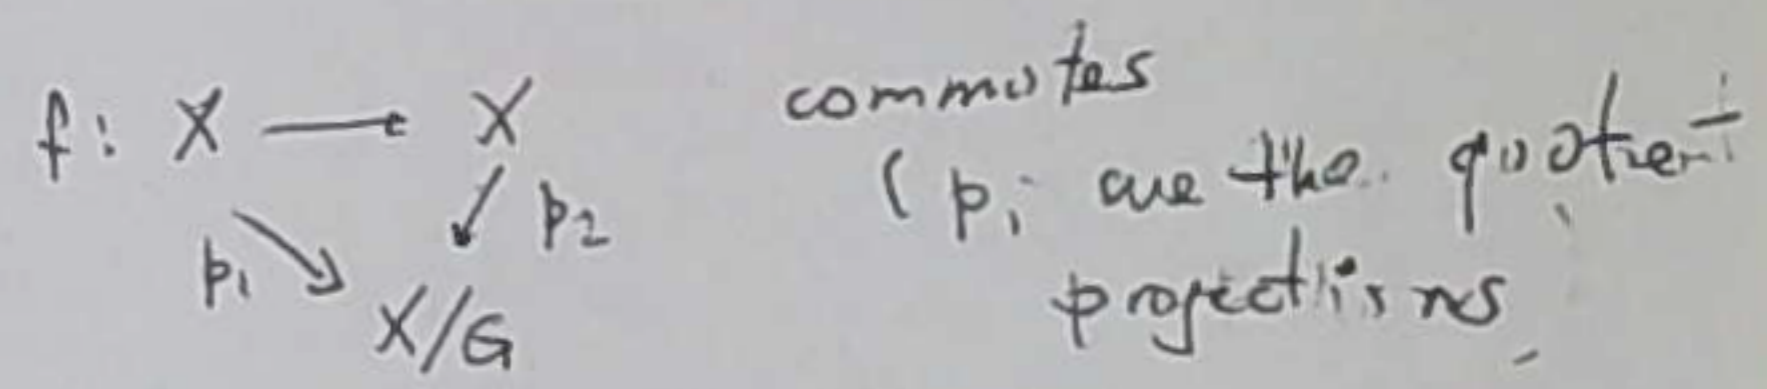 f: X → X commutes
↓ p2 (pi are the quotient
p1 ↘ projections
X/G